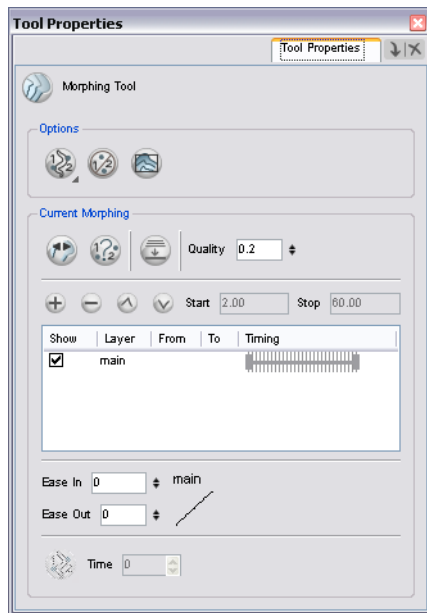 Tool Properties
Tool Properties
Morphing Tool
Options
Current Morphing
Quality 0.2
Start 2.00 Stop 60.00
Show Layer From To Timing
main
Ease In 0 main
Ease Out 0
Time 0